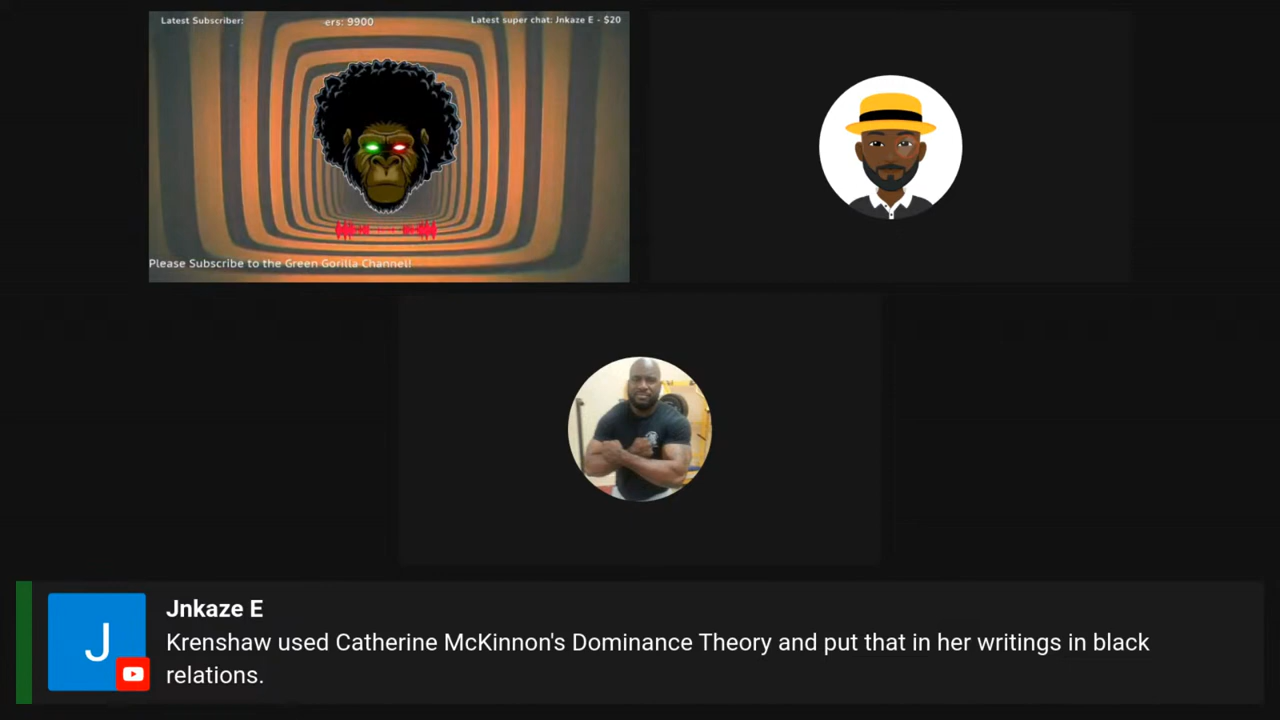 Latest Subscriber:
ers: 9900
Latest super chat: Jnkaze E - $20
Please Subscribe to the Green Gorilla Channel!
J
Jnkaze E
Krenshaw used Catherine McKinnon's Dominance Theory and put that in her writings in black
relations.